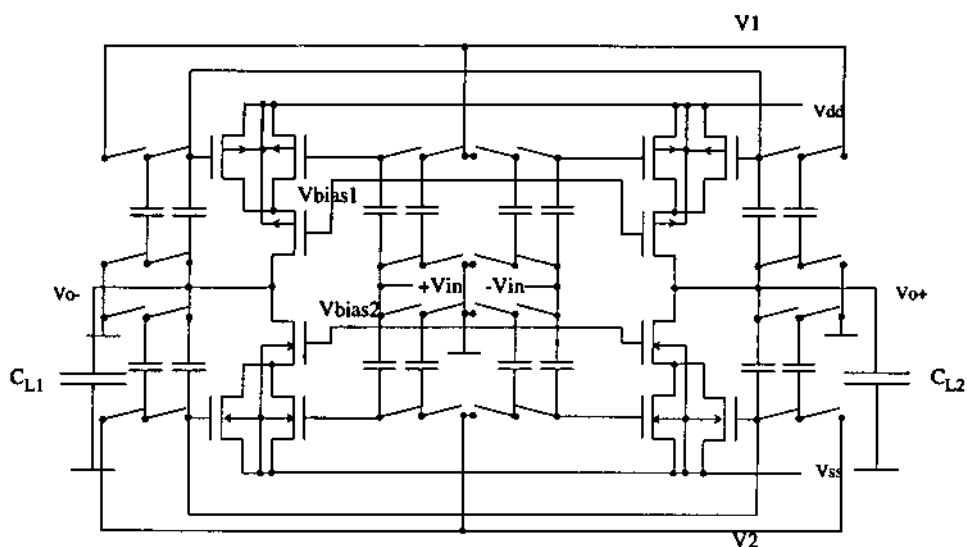 V1
Vdd
Vbias1
Vo-
+Vin
-Vin
Vo+
Vbias2
CL1
CL2
Vss
V2